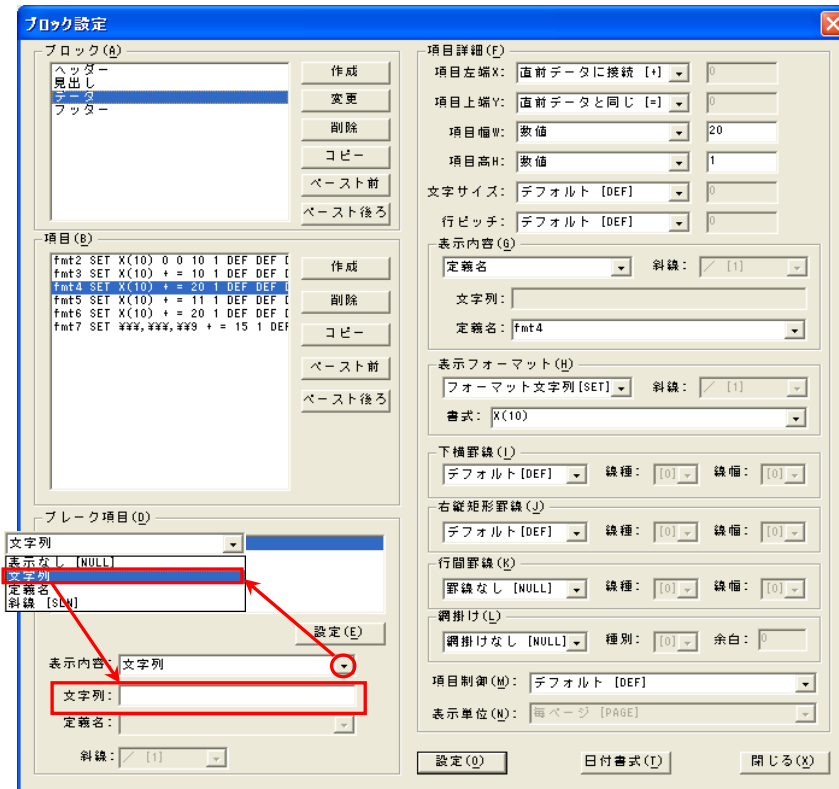 ブロック設定
ブロック(A)
ヘッダー
見出し
データ
フッター
作成
変更
削除
コピー
ペースト前
ペースト後ろ
項目(B)
fmt2 SET X(10) 0 0 10 1 DEF DEF D
fmt3 SET X(10) + = 10 1 DEF DEF D
fmt4 SET X(10) + = 20 1 DEF DEF D
fmt5 SET X(10) + = 11 1 DEF DEF D
fmt6 SET X(10) + = 20 1 DEF DEF D
fmt7 SET ¥¥¥,¥¥¥,¥¥9 + = 15 1 DEF
作成
削除
コピー
ペースト前
ペースト後ろ
ブレーク項目(D)
文字列
表示なし [NULL]
文字列
定義名
斜線 [SLN]
設定(E)
表示内容: 文字列
文字列:
定義名:
斜線: ／ [1]
項目詳細(F)
項目左端X: 直前データに接続 [+] 0
項目上端Y: 直前データと同じ [=] 0
項目幅W: 数値 20
項目高H: 数値 1
文字サイズ: デフォルト [DEF] 0
行ピッチ: デフォルト [DEF] 0
表示内容(G)
定義名 斜線: ／ [1]
文字列:
定義名: fmt4
表示フォーマット(H)
フォーマット文字列[SET] 斜線: ／ [1]
書式: X(10)
下横罫線(I)
デフォルト[DEF] 線種: [0] 線幅: [0]
右縦矩形罫線(J)
デフォルト[DEF] 線種: [0] 線幅: [0]
行間罫線(K)
罫線なし [NULL] 線種: [0] 線幅: [0]
網掛け(L)
網掛けなし [NULL] 種別: [0] 余白: 0
項目制御(M): デフォルト [DEF]
表示単位(N): 毎ページ [PAGE]
設定(O)
日付書式(T)
閉じる(X)